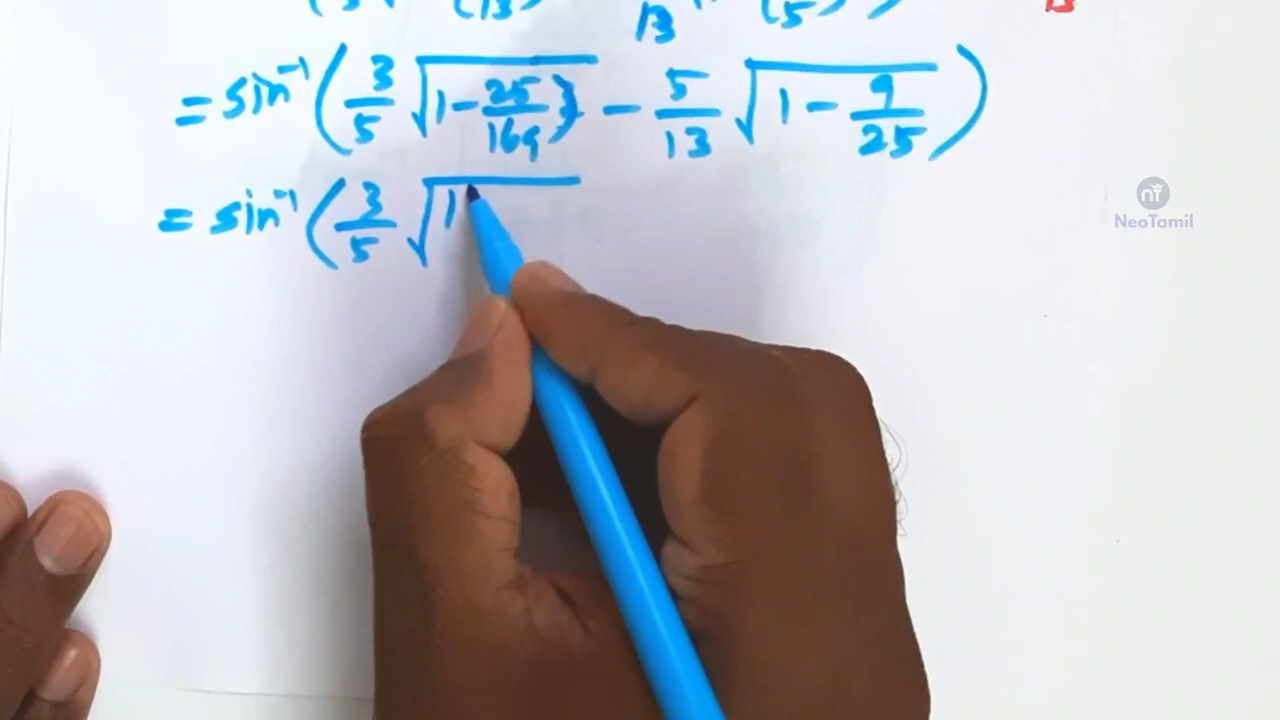 = sin⁻¹ (3/5 √(1 - 25/169) - 5/13 √(1 - 9/25))
= sin⁻¹ (3/5 √1
NeoTamil